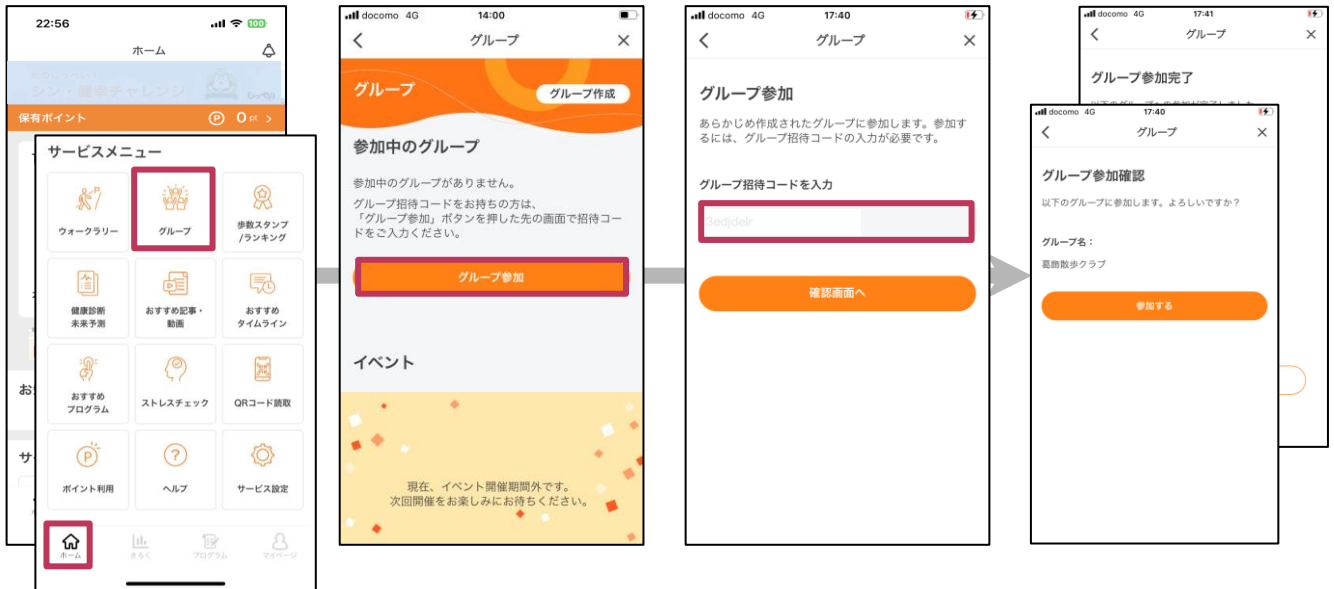 22:56
100
ホーム
シン・健幸チャレンジ
保有ポイント
P 0 pt >
サービスメニュー
ウォークラリー
グループ
歩数スタンプ
/ランキング
健康診断
未来予測
おすすめ記事・
動画
おすすめ
タイムライン
おすすめ
プログラム
ストレスチェック
QRコード読取
P
ポイント利用
?
ヘルプ
サービス設定
ホーム
きろく
プログラム
マイページ
docomo 4G 14:00
グループ
グループ
グループ作成
参加中のグループ
参加中のグループがありません。
グループ招待コードをお持ちの方は、
「グループ参加」ボタンを押した先の画面で招待コー
ドをご入力ください。
グループ参加
イベント
現在、イベント開催期間外です。
次回開催をお楽しみにお待ちください。
docomo 4G 17:40
グループ
グループ参加
あらかじめ作成されたグループに参加します。参加す
るには、グループ招待コードの入力が必要です。
グループ招待コードを入力
3edjdelr
確認画面へ
docomo 4G 17:41
グループ
グループ参加完了
docomo 4G 17:40
グループ
グループ参加確認
以下のグループに参加します。よろしいですか？
グループ名：
葛飾散歩クラブ
参加する